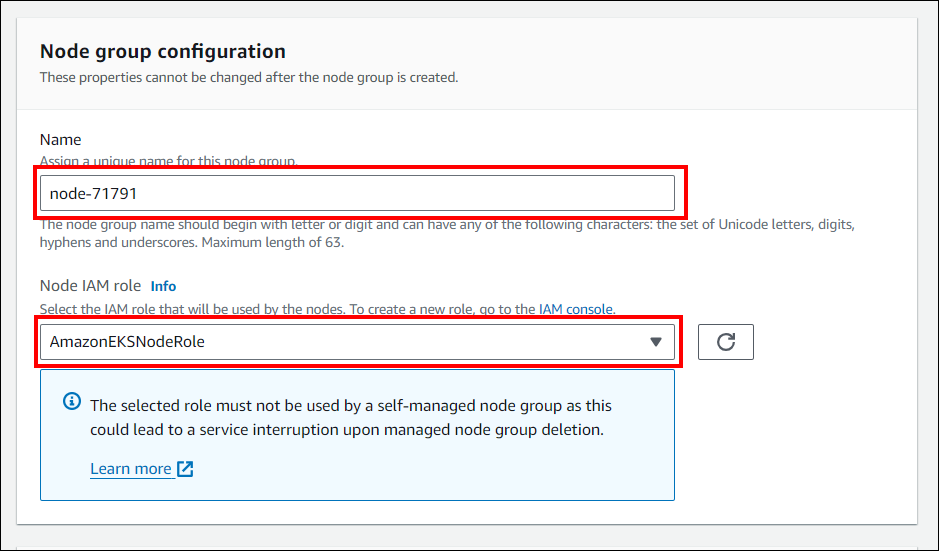 Node group configuration
These properties cannot be changed after the node group is created.
Name
Assign a unique name for this node group.
node-71791
The node group name should begin with letter or digit and can have any of the following characters: the set of Unicode letters, digits,
hyphens and underscores. Maximum length of 63.
Node IAM role Info
Select the IAM role that will be used by the nodes. To create a new role, go to the IAM console.
AmazonEKSNodeRole
The selected role must not be used by a self-managed node group as this
could lead to a service interruption upon managed node group deletion.
Learn more